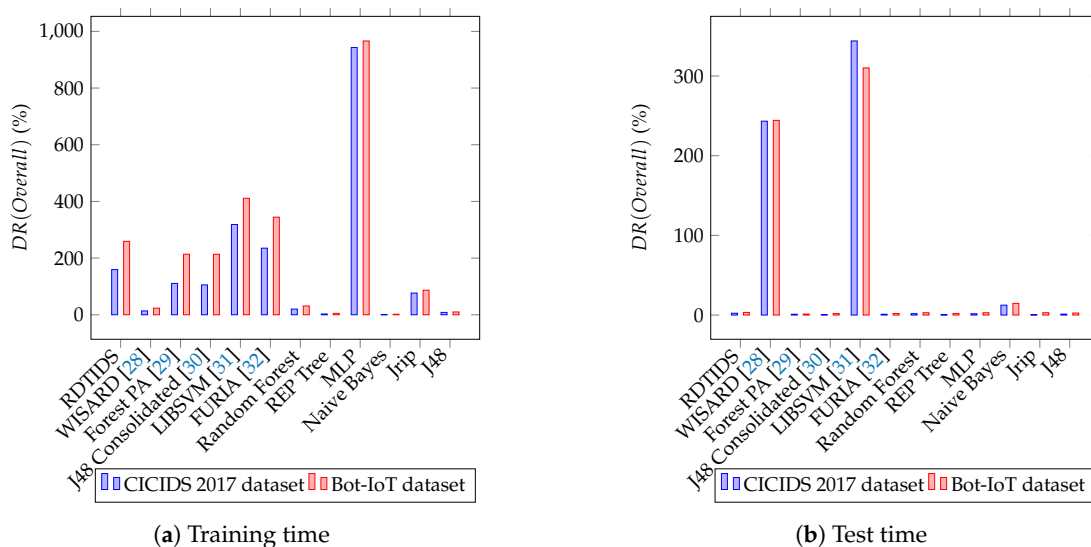 1,000
800
600
400
200
0
DR(Overall) (%)
RDTIDS
WISARD [28]
Forest PA [29]
J48 Consolidated [30]
LIBSVM [31]
FURIA [32]
Random Forest
REP Tree
MLP
Naive Bayes
Jrip
J48
CICIDS 2017 dataset Bot-IoT dataset
(a) Training time
300
200
100
0
DR(Overall) (%)
RDTIDS
WISARD [28]
Forest PA [29]
J48 Consolidated [30]
LIBSVM [31]
FURIA [32]
Random Forest
REP Tree
MLP
Naive Bayes
Jrip
J48
CICIDS 2017 dataset Bot-IoT dataset
(b) Test time